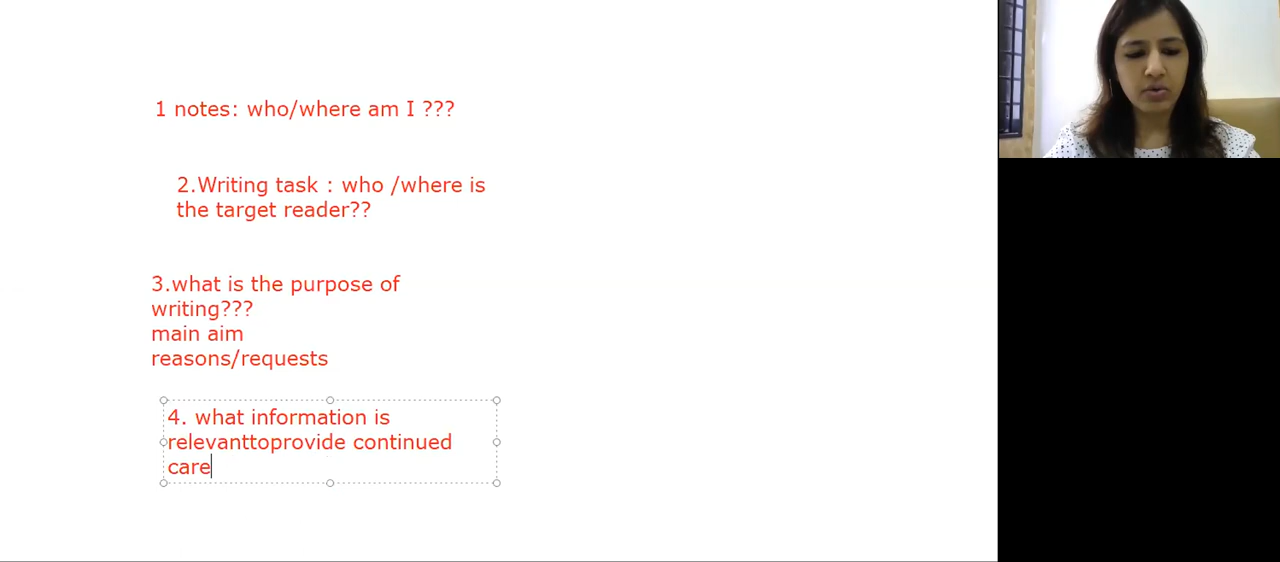 1 notes: who/where am I ???
2.Writing task : who /where is
the target reader??
3.what is the purpose of
writing???
main aim
reasons/requests
4. what information is
relevanttoprovide continued
care